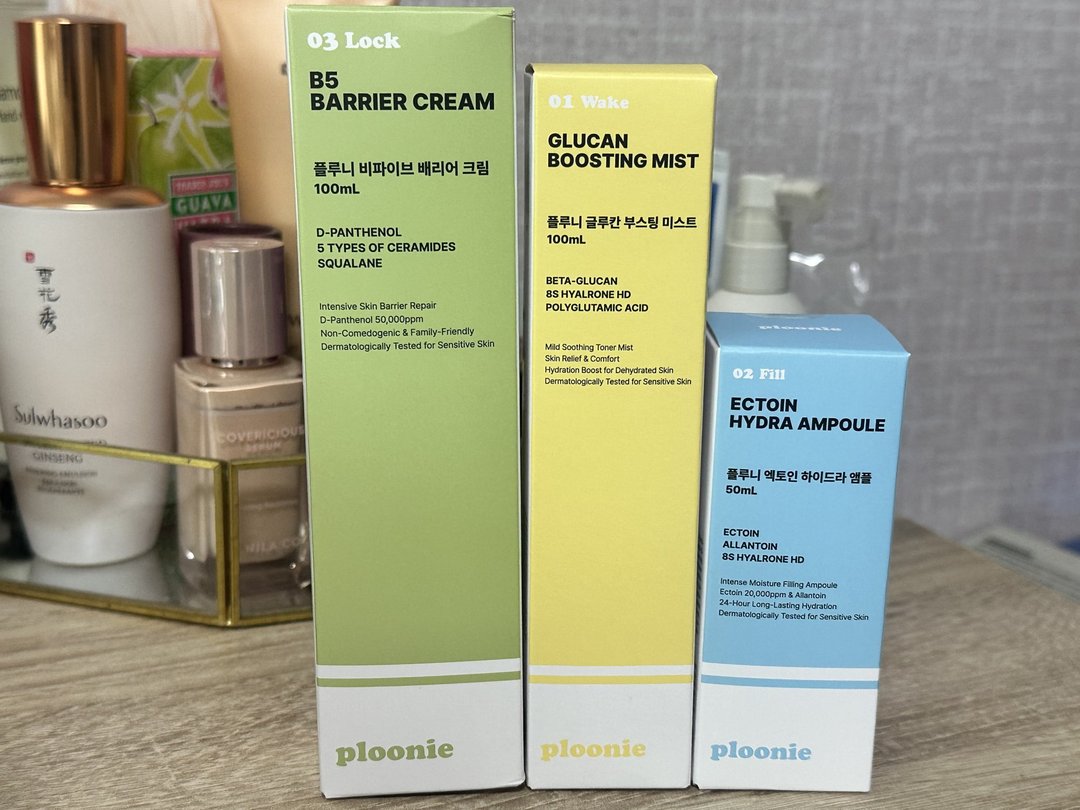 03 Lock
B5
BARRIER CREAM
플루니 비파이브 배리어 크림
100mL
D-PANTHENOL
5 TYPES OF CERAMIDES
SQUALANE
Intensive Skin Barrier Repair
D-Panthenol 50,000ppm
Non-Comedogenic & Family-Friendly
Dermatologically Tested for Sensitive Skin
ploonie
01 Wake
GLUCAN
BOOSTING MIST
플루니 글루칸 부스팅 미스트
100mL
BETA-GLUCAN
8S HYALRONE HD
POLYGLUTAMIC ACID
Mild Soothing Toner Mist
Skin Relief & Comfort
Hydration Boost for Dehydrated Skin
Dermatologically Tested for Sensitive Skin
ploonie
ploonie
02 Fill
ECTOIN
HYDRA AMPOULE
플루니 엑토인 하이드라 앰플
50mL
ECTOIN
ALLANTOIN
8S HYALRONE HD
Intense Moisture Filling Ampoule
Ectoin 20,000ppm & Allantoin
24-Hour Long-Lasting Hydration
Dermatologically Tested for Sensitive Skin
ploonie
雪花秀
Sulwhasoo
GINSENG
TRADER JOE'S
GUAVA
COVERICIOUS
SERUM